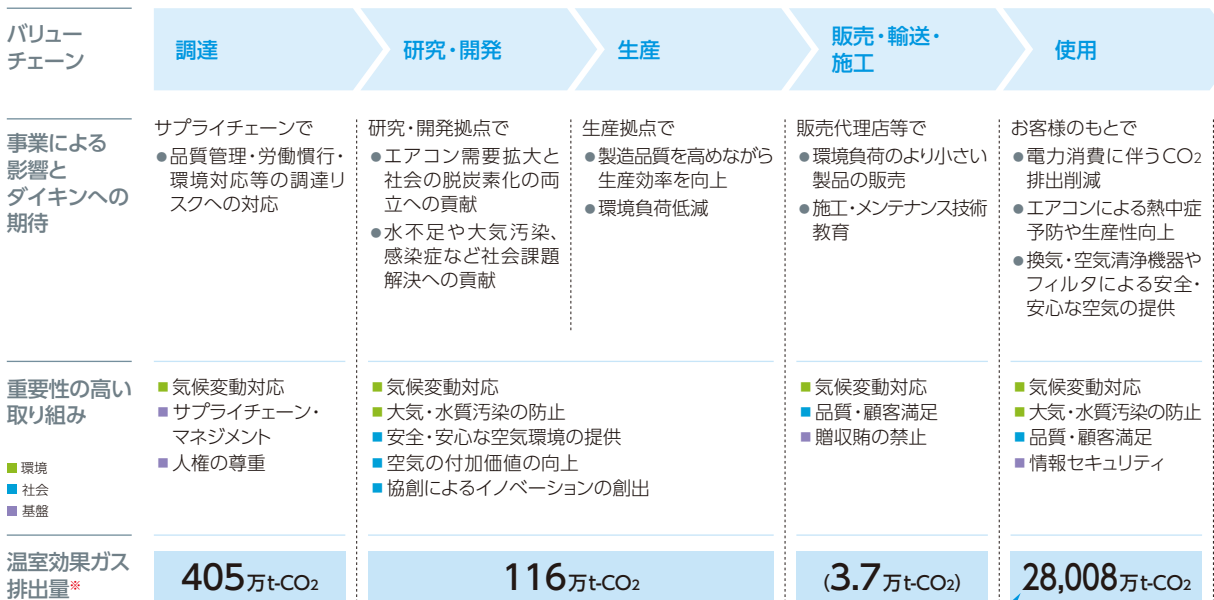 バリュー
チェーン
調達
研究・開発
生産
販売・輸送・
施工
使用
事業による
影響と
ダイキンへの
期待
サプライチェーンで
●品質管理・労働慣行・
環境対応等の調達リ
スクへの対応
研究・開発拠点で
●エアコン需要拡大と
社会の脱炭素化の両
立への貢献
●水不足や大気汚染、
感染症など社会課題
解決への貢献
生産拠点で
●製造品質を高めながら
生産効率を向上
●環境負荷低減
販売代理店等で
●環境負荷のより小さい
製品の販売
●施工・メンテナンス技術
教育
お客様のもとで
●電力消費に伴うCO2
排出削減
●エアコンによる熱中症
予防や生産性向上
●換気・空気清浄機器や
フィルタによる安全・
安心な空気の提供
重要性の高い
取り組み
■環境
■社会
■基盤
■気候変動対応
■サプライチェーン・
マネジメント
■人権の尊重
■気候変動対応
■大気・水質汚染の防止
■安全・安心な空気環境の提供
■空気の付加価値の向上
■協創によるイノベーションの創出
■気候変動対応
■品質・顧客満足
■贈収賄の禁止
■気候変動対応
■大気・水質汚染の防止
■品質・顧客満足
■情報セキュリティ
温室効果ガス
排出量※
405万t-CO2
116万t-CO2
(3.7万t-CO2)
28,008万t-CO2